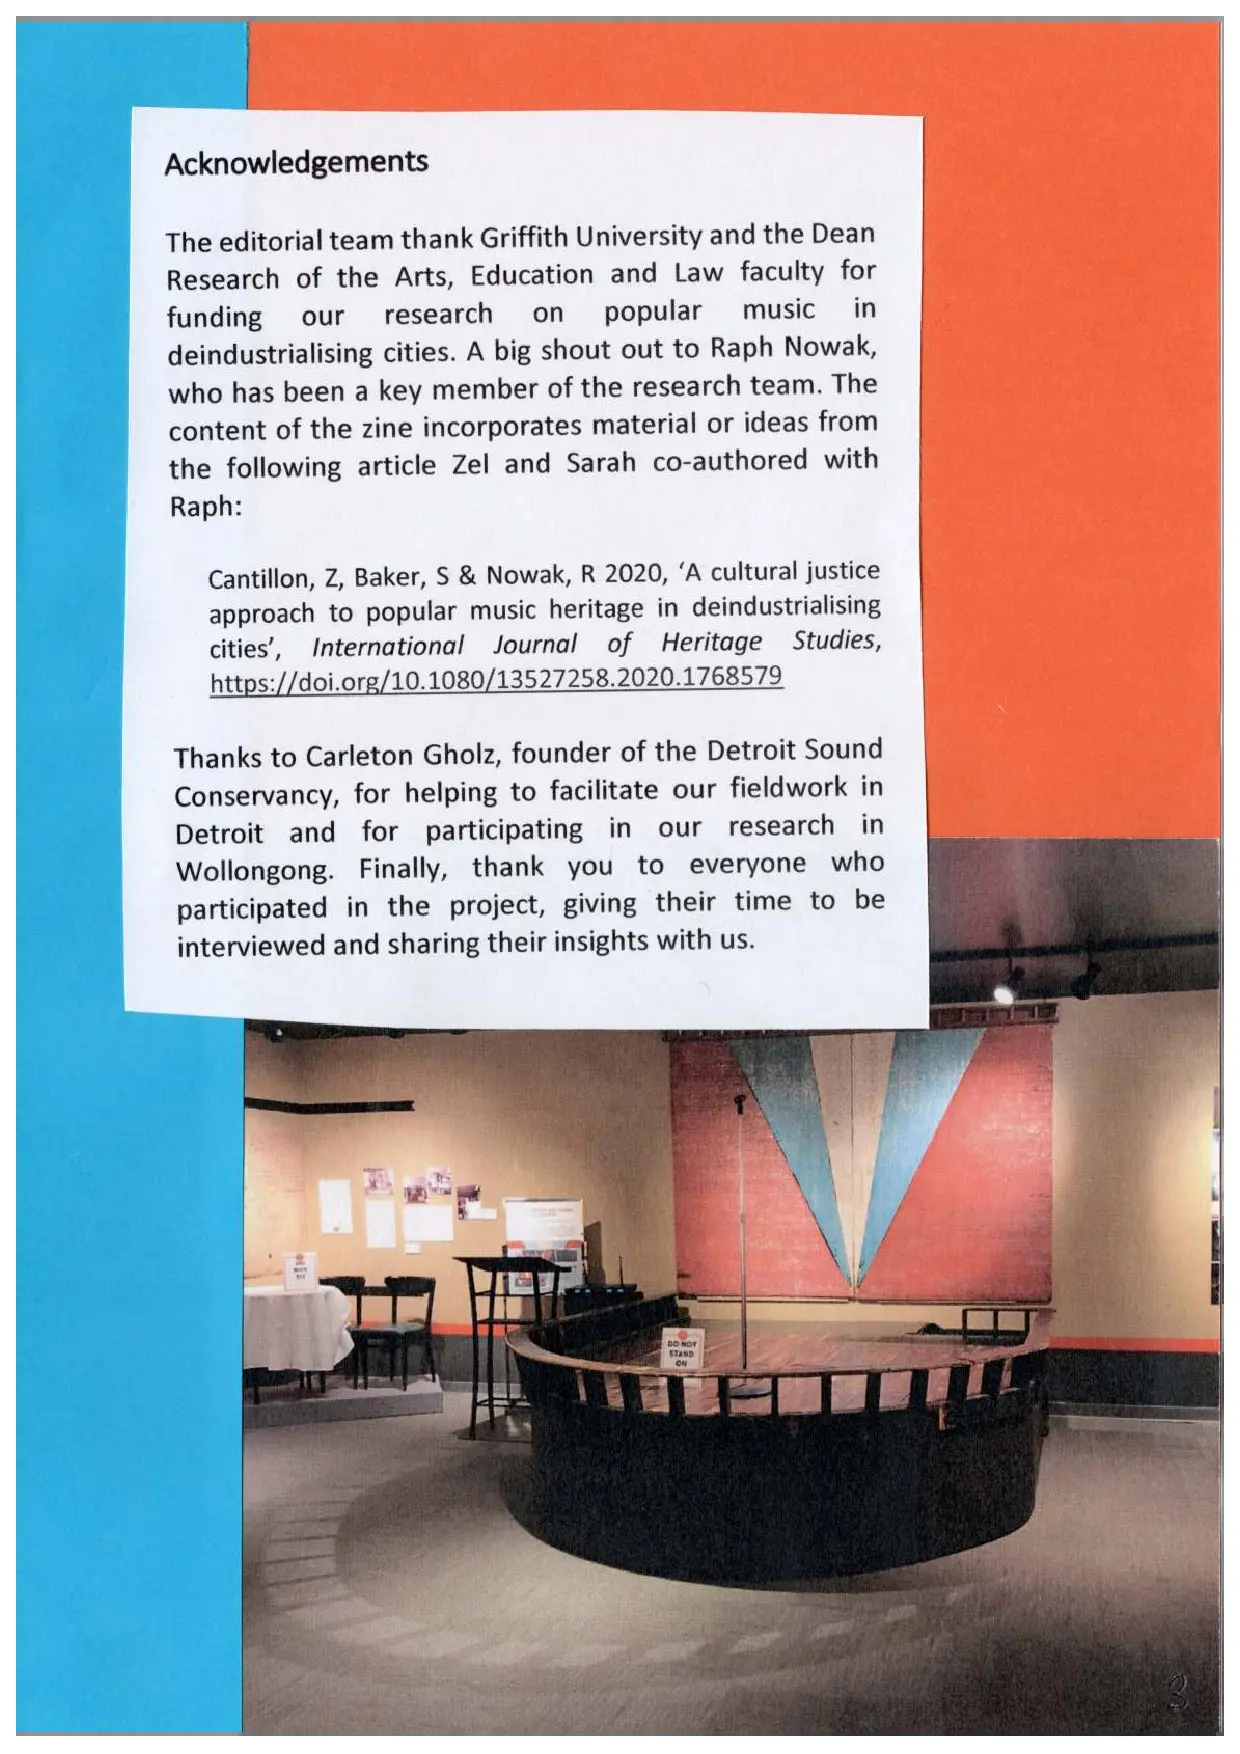 Acknowledgements
The editorial team thank Griffith University and the Dean
Research of the Arts, Education and Law faculty for
funding our research on popular music in
deindustrialising cities. A big shout out to Raph Nowak,
who has been a key member of the research team. The
content of the zine incorporates material or ideas from
the following article Zel and Sarah co-authored with
Raph:
Cantillon, Z, Baker, S & Nowak, R 2020, ‘A cultural justice
approach to popular music heritage in deindustrialising
cities’, International Journal of Heritage Studies,
https://doi.org/10.1080/13527258.2020.1768579
Thanks to Carleton Gholz, founder of the Detroit Sound
Conservancy, for helping to facilitate our fieldwork in
Detroit and for participating in our research in
Wollongong. Finally, thank you to everyone who
participated in the project, giving their time to be
interviewed and sharing their insights with us.
DO NOT
STAND
ON
3